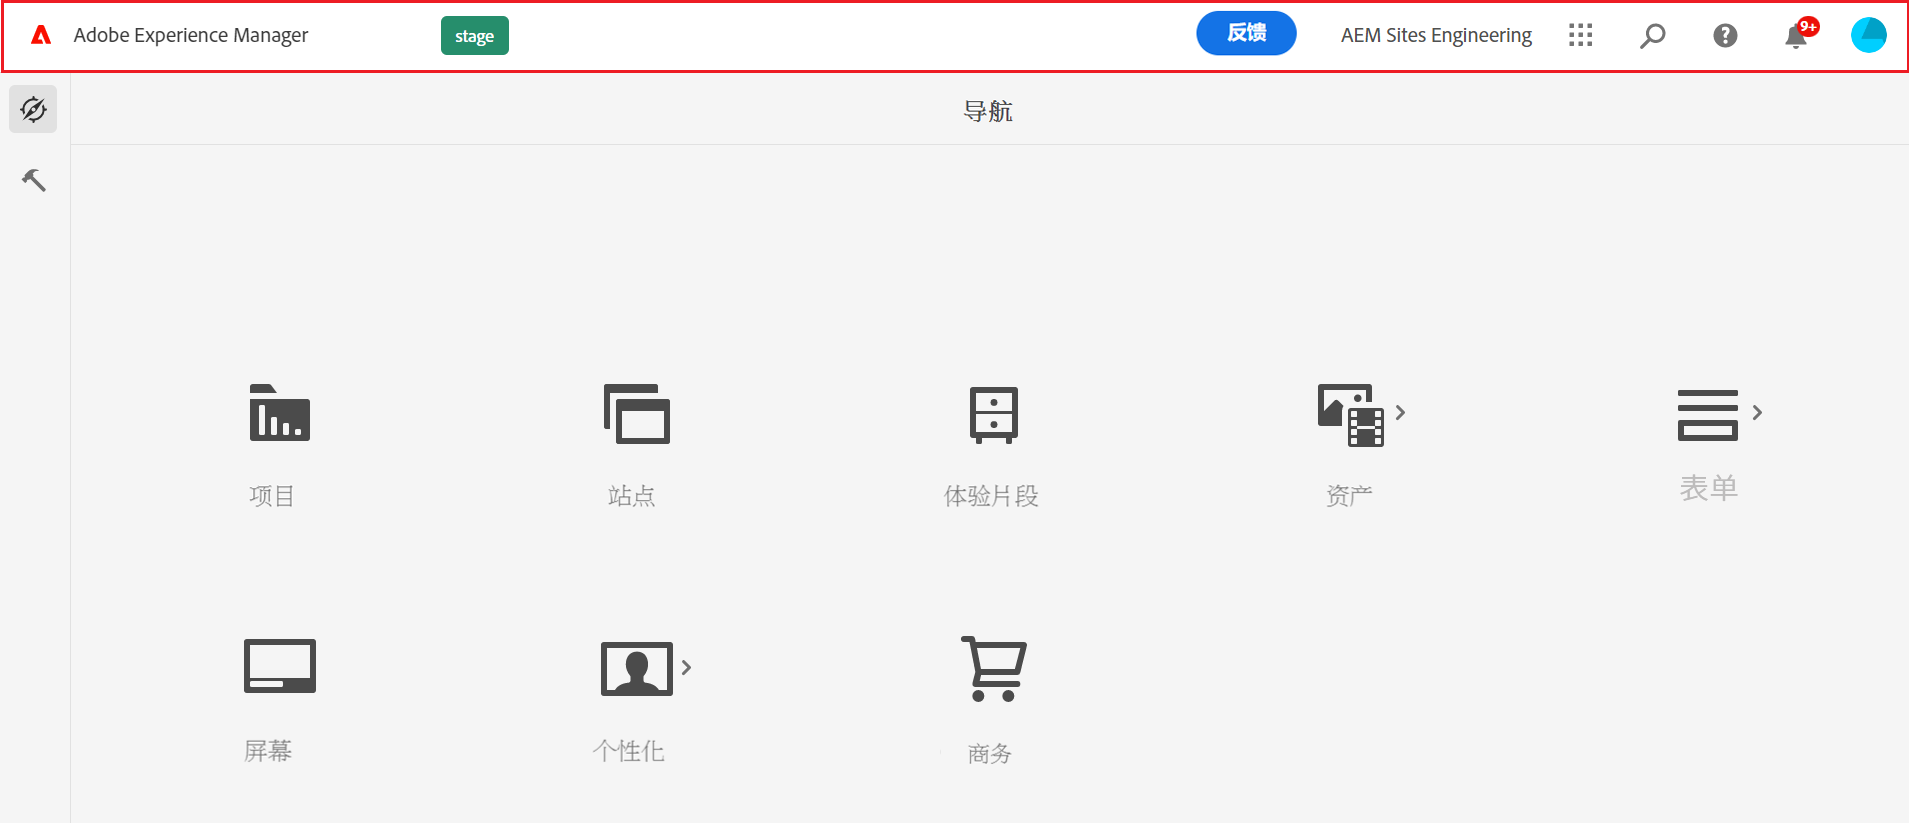 Adobe Experience Manager
stage
反馈
AEM Sites Engineering
9+
导航
项目
站点
体验片段
资产
表单
屏幕
个性化
商务